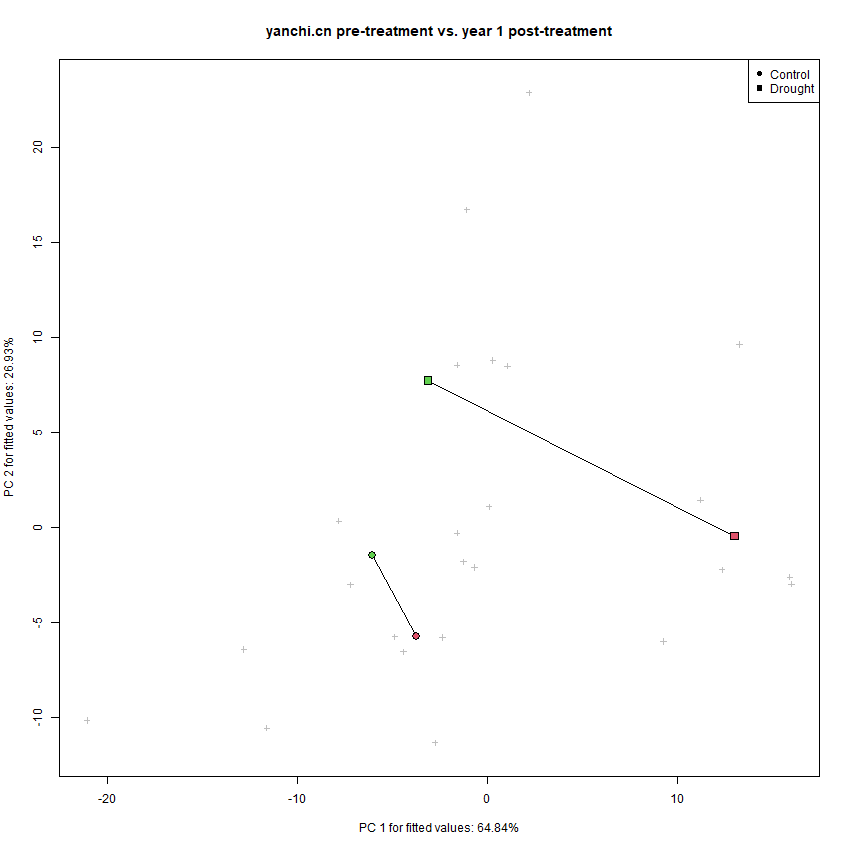 yanchi.cn pre-treatment vs. year 1 post-treatment
Control
Drought
20
15
10
5
0
-5
-10
PC 2 for fitted values: 26.93%
-20
-10
0
10
PC 1 for fitted values: 64.84%